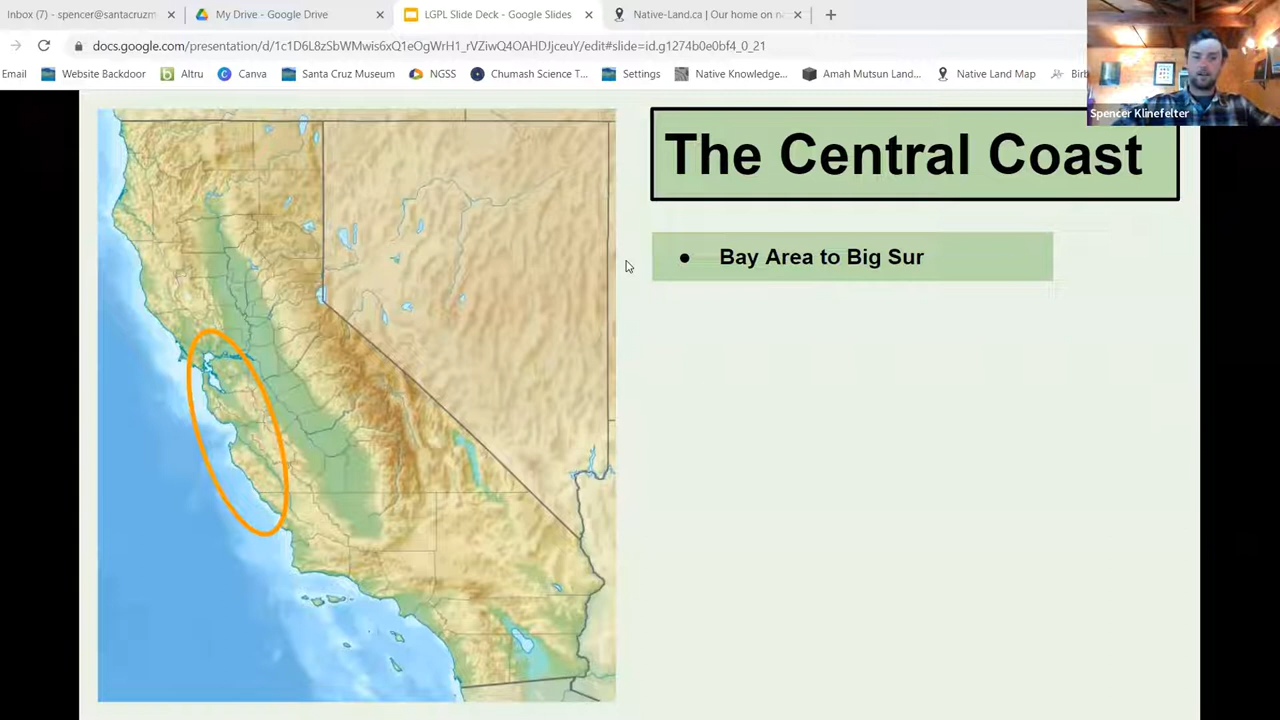 Inbox (7) - spencer@santacruzm
My Drive - Google Drive
LGPL Slide Deck - Google Slides
Native-Land.ca | Our home on na
docs.google.com/presentation/d/1c1D6L8zSbWMwis6xQ1eOgWrH1_rVZiwQ4OAHDJjceuY/edit#slide=id.g1274b0e0bf4_0_21
Email
Website Backdoor
Altru
Canva
Santa Cruz Museum
NGSS
Chumash Science T...
Settings
Native Knowledge...
Amah Mutsun Lan...
Native Land Map
Birb
Spencer Klinefelter
The Central Coast
● Bay Area to Big Sur